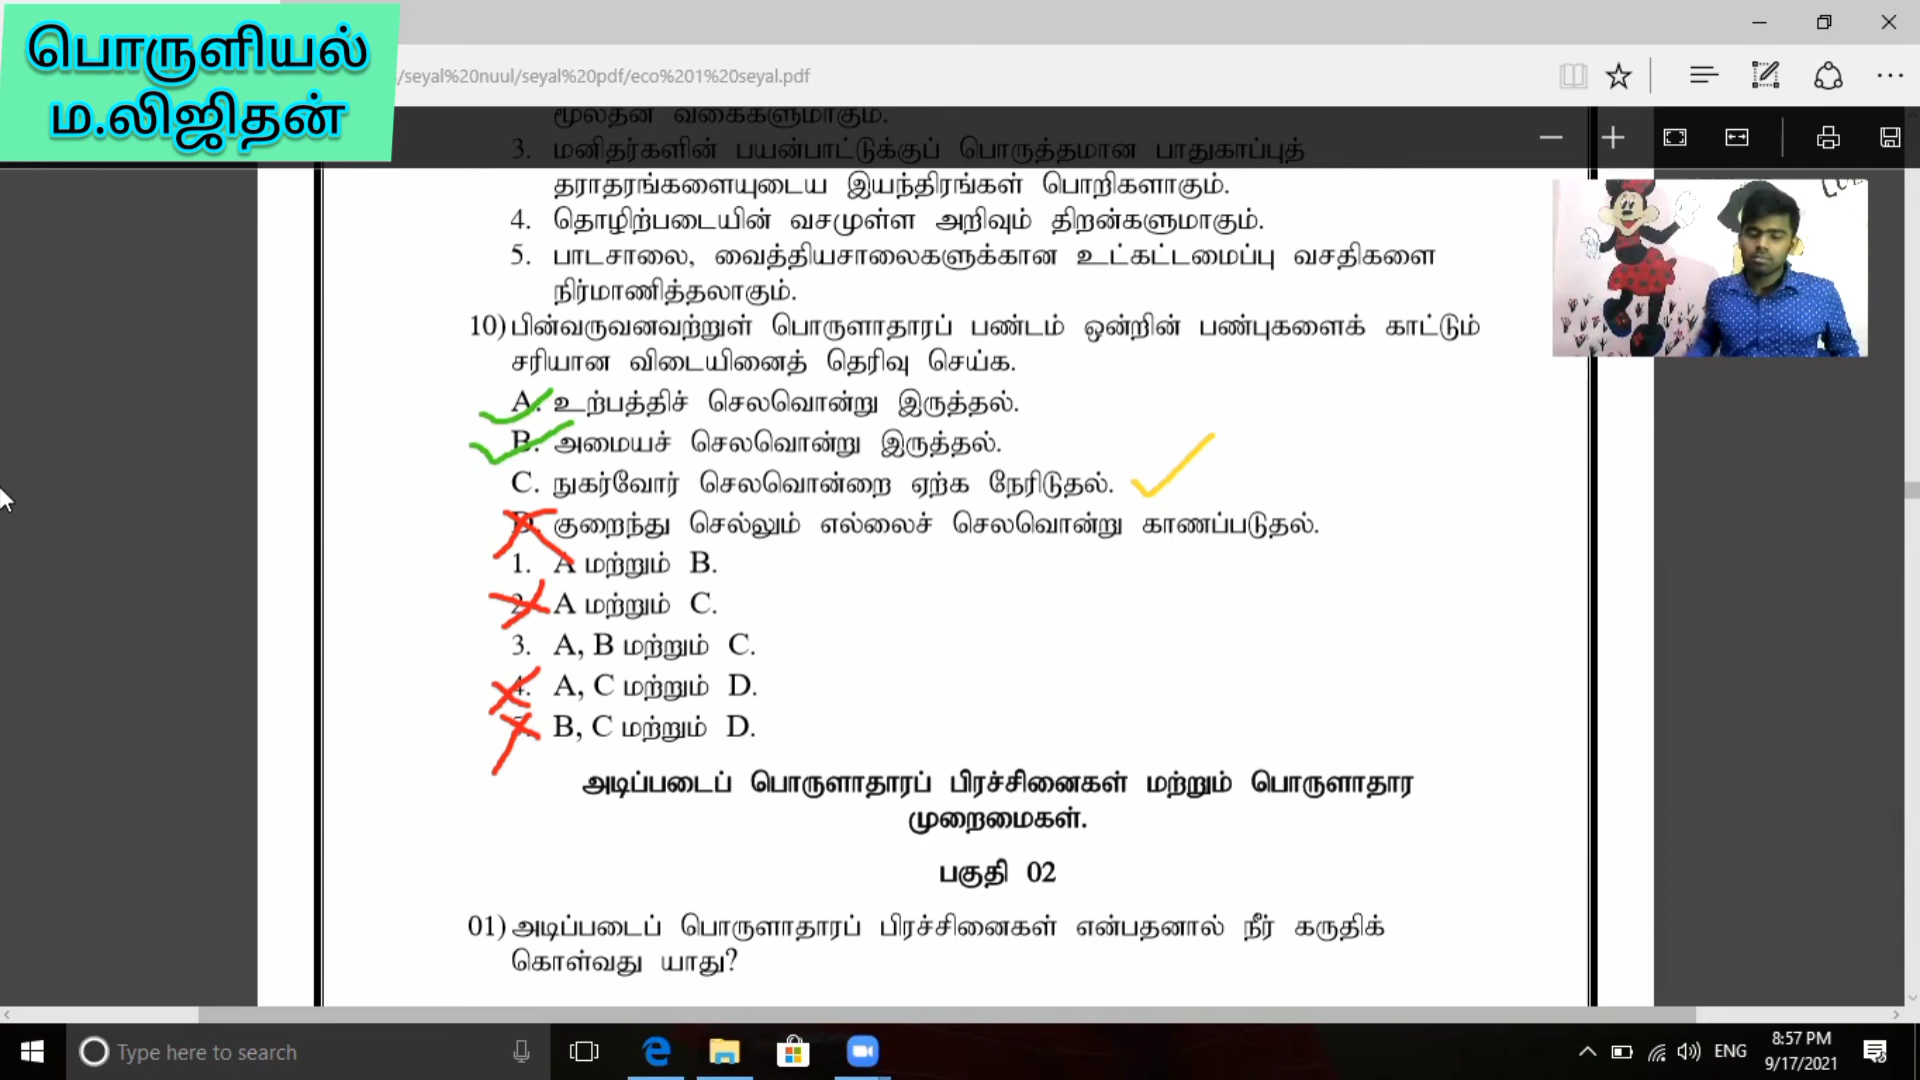 பொருளியல்
ம.லிஜிதன்
/seyal%20nuul/seyal%20pdf/eco%201%20seyal.pdf
மூலதன வகைகளுமாகும்.
3. மனிதர்களின் பயன்பாட்டுக்குப் பொருத்தமான பாதுகாப்புத்
தராதரங்களையுடைய இயந்திரங்கள் பொறிகளாகும்.
4. தொழிற்படையின் வசமுள்ள அறிவும் திறன்களுமாகும்.
5. பாடசாலை, வைத்தியசாலைகளுக்கான உட்கட்டமைப்பு வசதிகளை
நிர்மாணித்தலாகும்.
10) பின்வருவனவற்றுள் பொருளாதாரப் பண்டம் ஒன்றின் பண்புகளைக் காட்டும்
சரியான விடையினைத் தெரிவு செய்க.
A. உற்பத்திச் செலவொன்று இருத்தல்.
B. அமையச் செலவொன்று இருத்தல்.
C. நுகர்வோர் செலவொன்றை ஏற்க நேரிடுதல்.
D. குறைந்து செல்லும் எல்லைச் செலவொன்று காணப்படுதல்.
1. A மற்றும் B.
2. A மற்றும் C.
3. A, B மற்றும் C.
4. A, C மற்றும் D.
5. B, C மற்றும் D.
அடிப்படைப் பொருளாதாரப் பிரச்சினைகள் மற்றும் பொருளாதார
முறைமைகள்.
பகுதி 02
01) அடிப்படைப் பொருளாதாரப் பிரச்சினைகள் என்பதனால் நீர் கருதிக்
கொள்வது யாது?
Type here to search
ENG
8:57 PM
9/17/2021